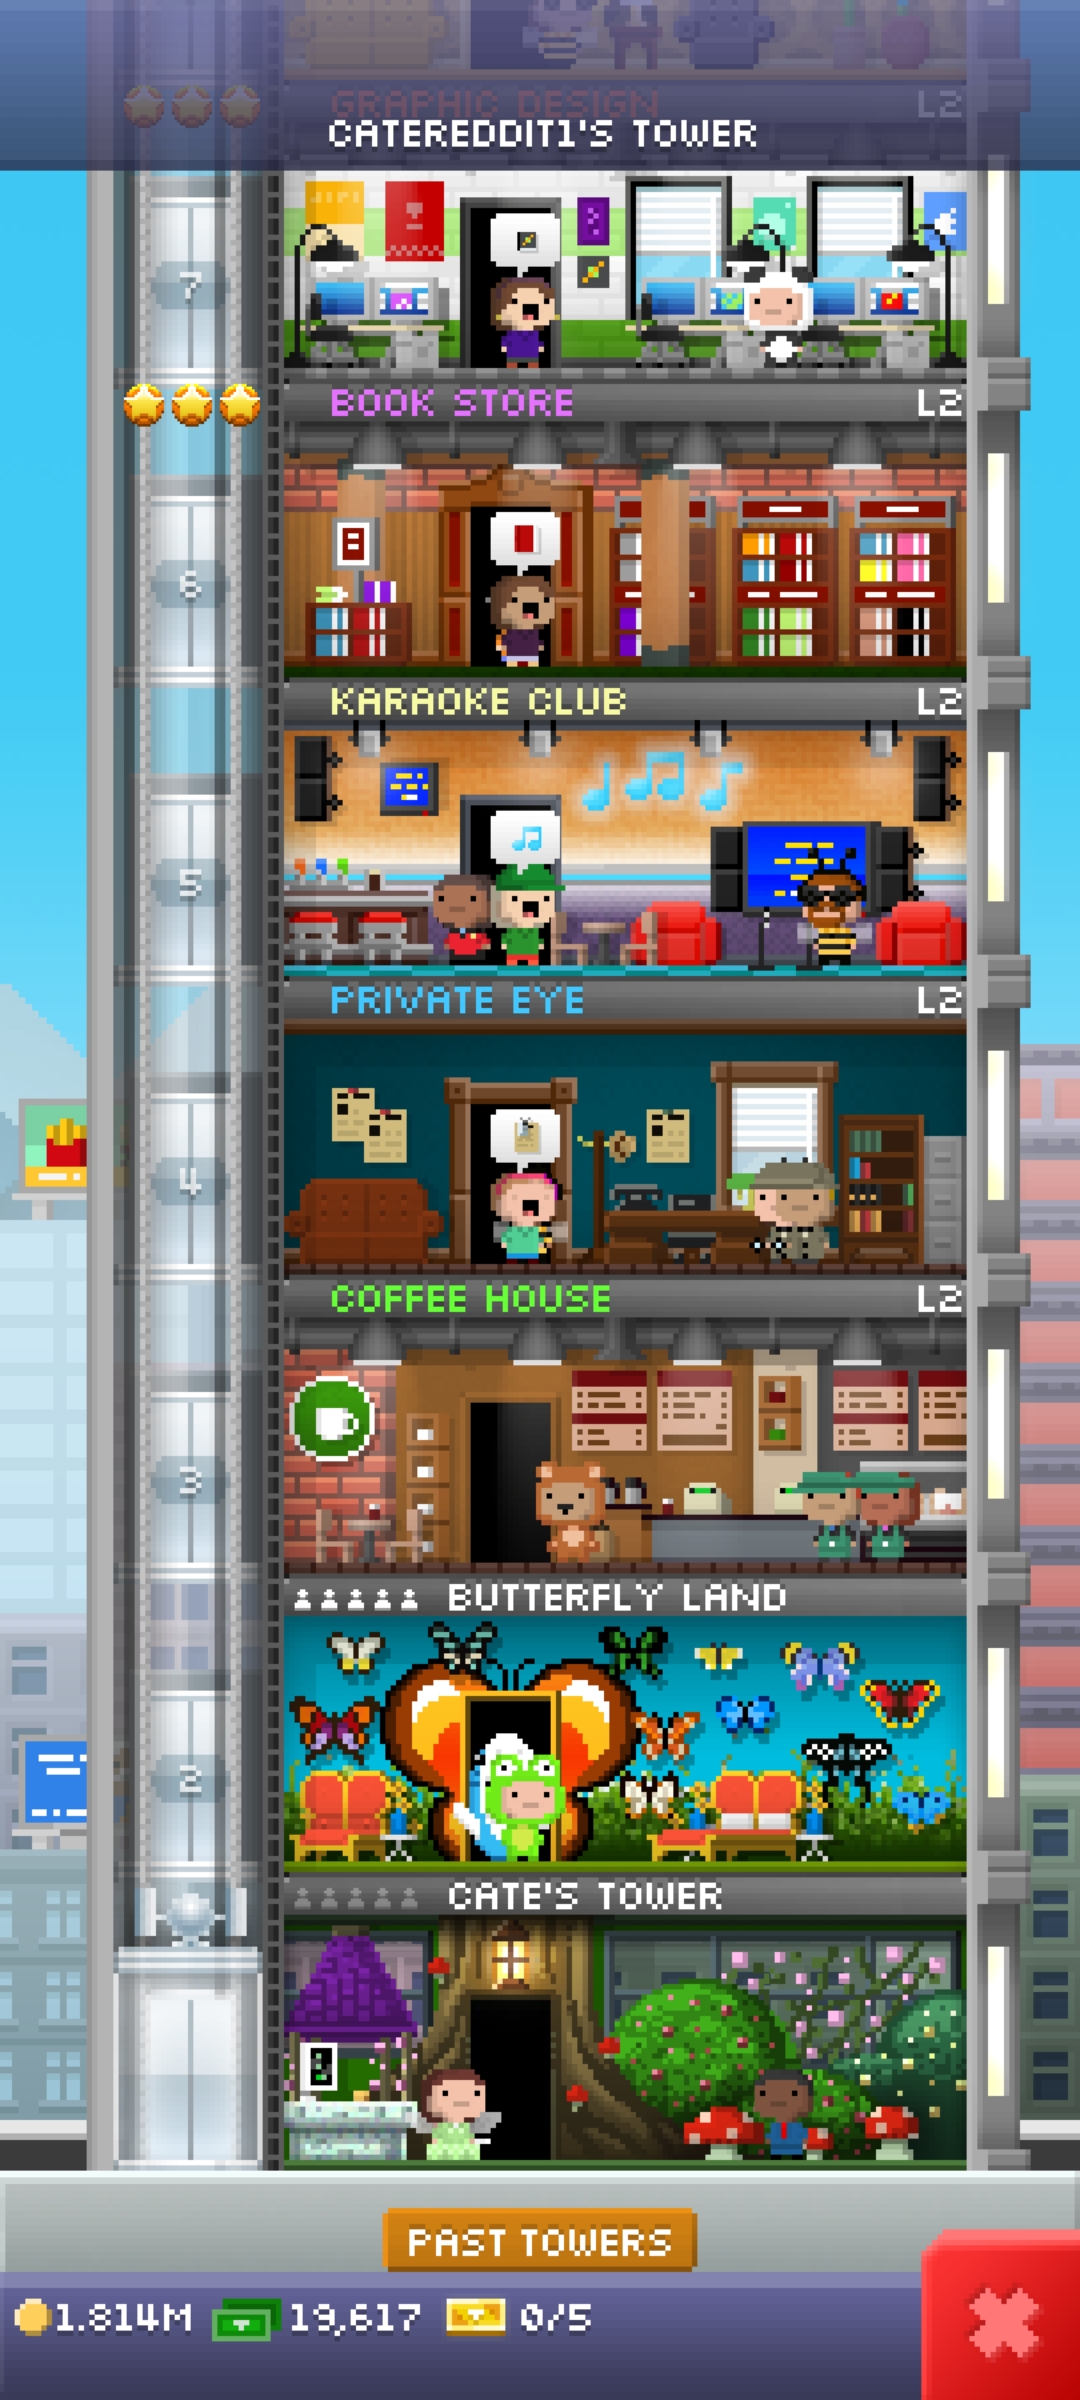 GRAPHIC DESIGN L2
CATEREDDIT1'S TOWER
7
BOOK STORE L2
6
KARAOKE CLUB L2
5
PRIVATE EYE L2
4
COFFEE HOUSE L2
3
BUTTERFLY LAND
2
CATE'S TOWER
PAST TOWERS
1.814M 19,617 0/5